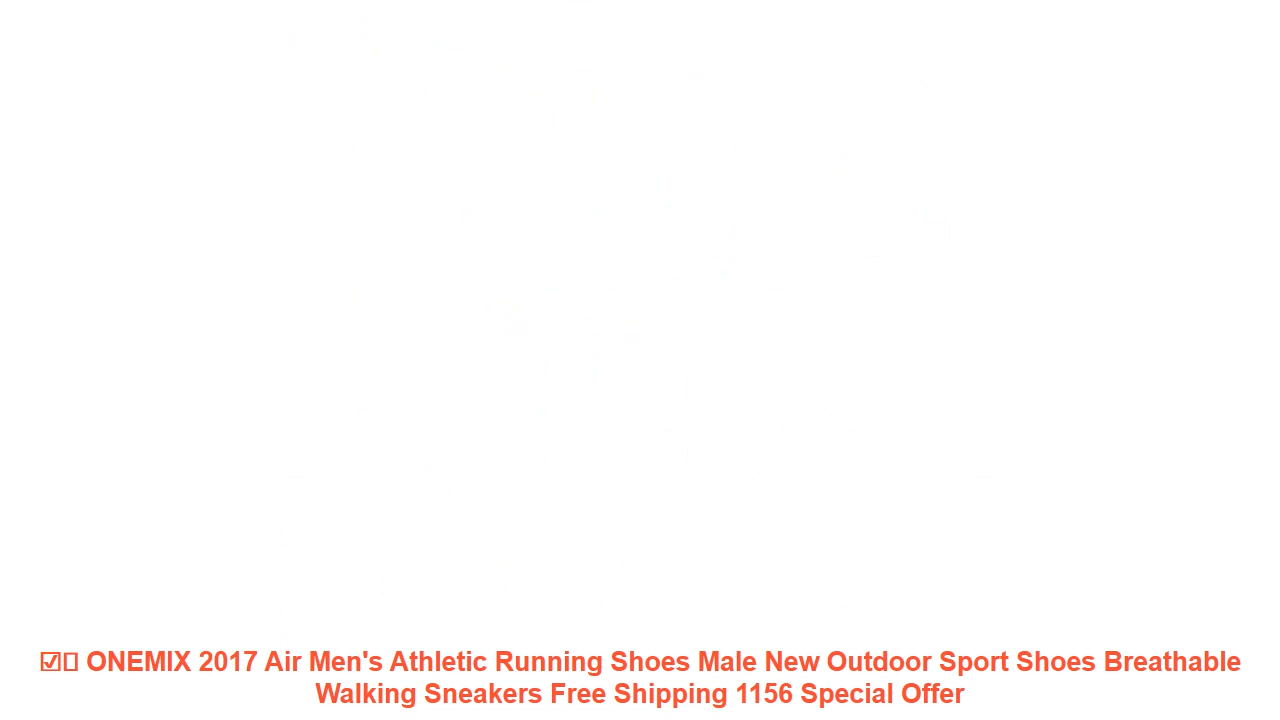 ☑️ ONEMIX 2017 Air Men's Athletic Running Shoes Male New Outdoor Sport Shoes Breathable
Walking Sneakers Free Shipping 1156 Special Offer